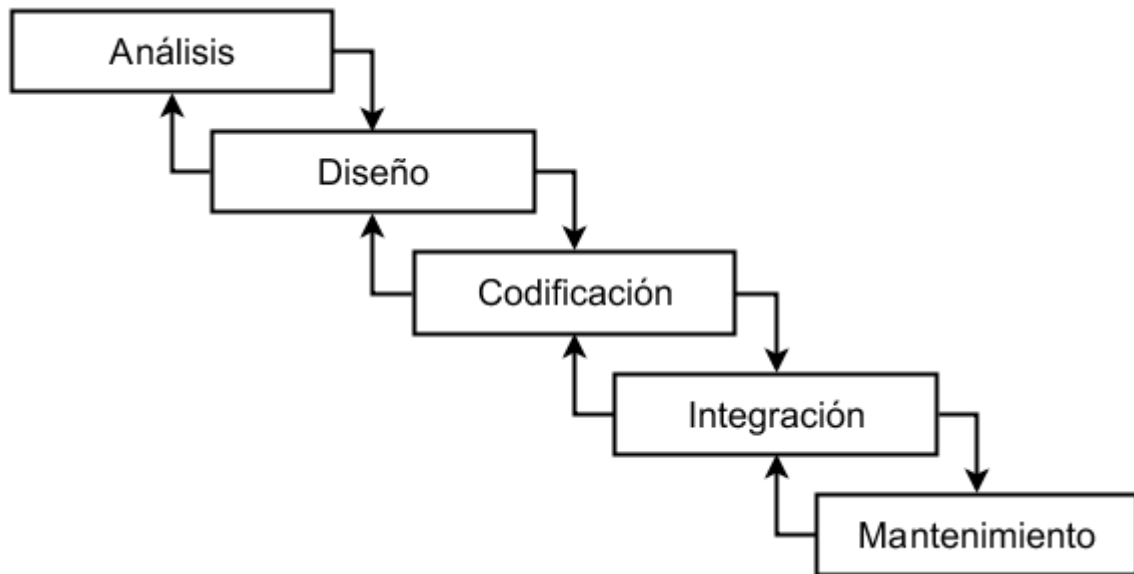 Análisis
Diseño
Codificación
Integración
Mantenimiento